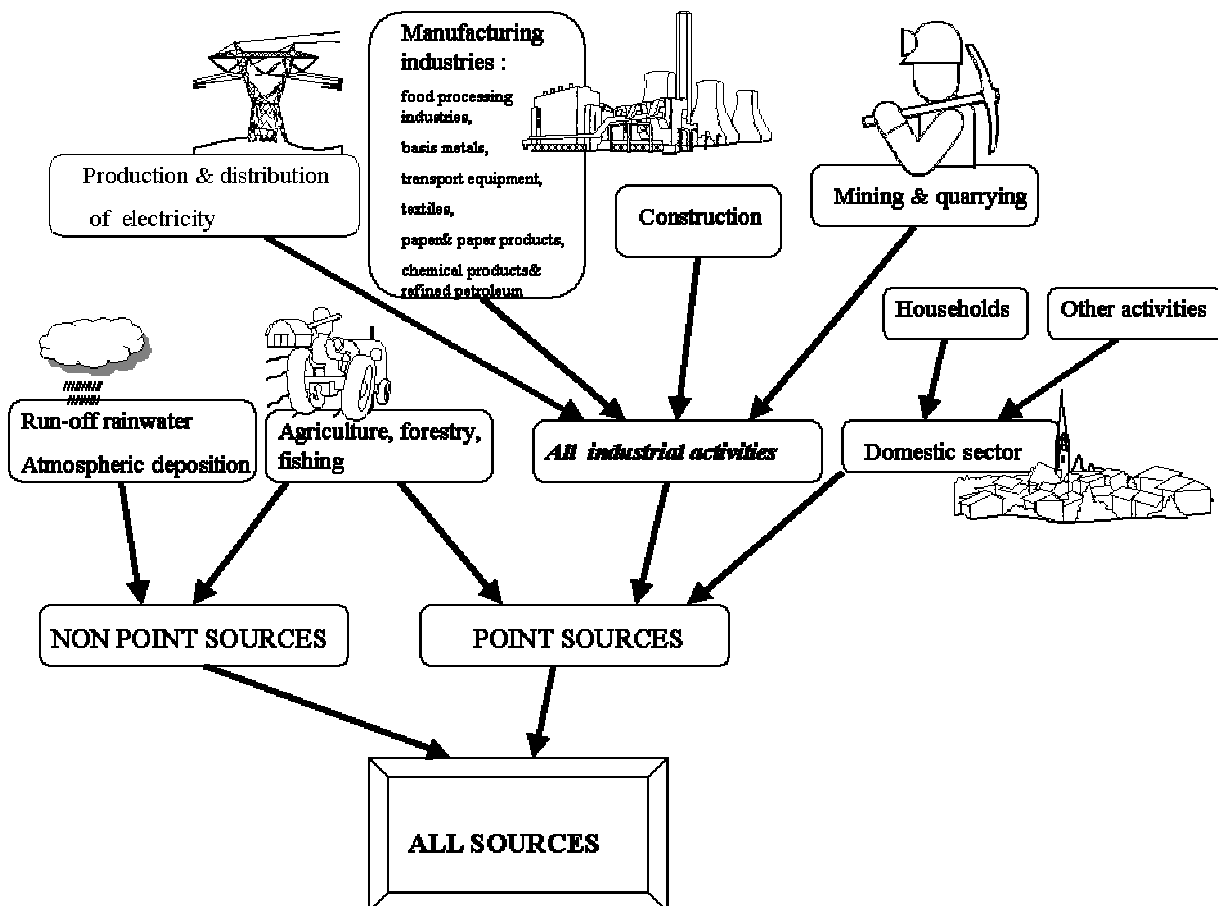 Manufacturing
industries :
food processing
industries,
basis metals,
transport equipment,
textiles,
paper& paper products,
chemical products&
refined petroleum
Production & distribution
of electricity
Construction
Mining & quarrying
Households
Other activities
Run-off rainwater
Atmospheric deposition
Agriculture, forestry,
fishing
All industrial activities
Domestic sector
NON POINT SOURCES
POINT SOURCES
ALL SOURCES